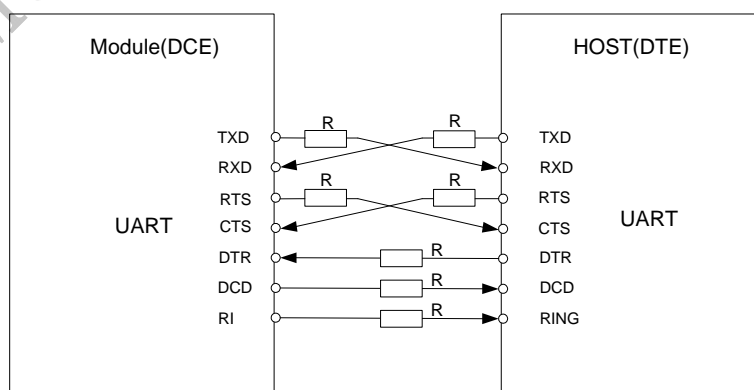 Module(DCE) HOST(DTE)
R R
TXD TXD
RXD RXD
R R
RTS RTS
UART CTS CTS UART
R
DTR DTR
R
DCD DCD
R
RI RING